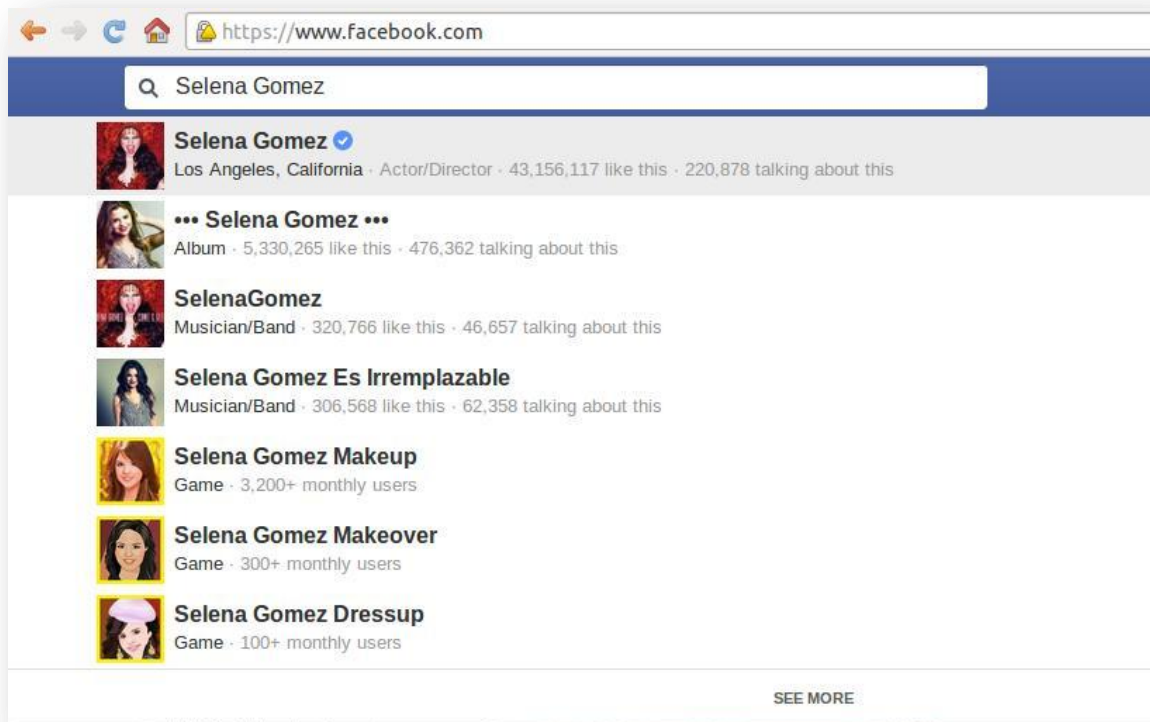 https://www.facebook.com
Selena Gomez
Selena Gomez
Los Angeles, California · Actor/Director · 43,156,117 like this · 220,878 talking about this
••• Selena Gomez •••
Album · 5,330,265 like this · 476,362 talking about this
SelenaGomez
Musician/Band · 320,766 like this · 46,657 talking about this
Selena Gomez Es Irremplazable
Musician/Band · 306,568 like this · 62,358 talking about this
Selena Gomez Makeup
Game · 3,200+ monthly users
Selena Gomez Makeover
Game · 300+ monthly users
Selena Gomez Dressup
Game · 100+ monthly users
SEE MORE